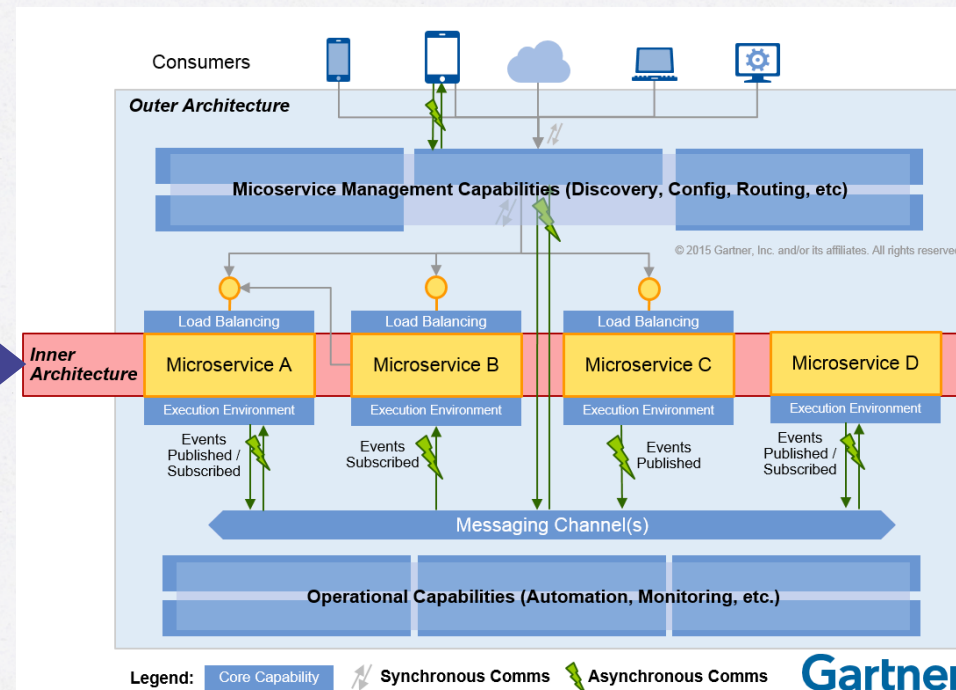 Consumers
Outer Architecture
Micoservice Management Capabilities (Discovery, Config, Routing, etc)
© 2015 Gartner, Inc. and/or its affiliates. All rights reserved
Load Balancing
Load Balancing
Load Balancing
Inner
Architecture
Microservice A
Microservice B
Microservice C
Microservice D
Execution Environment
Execution Environment
Execution Environment
Execution Environment
Events
Published /
Subscribed
Events
Subscribed
Events
Published
Events
Published /
Subscribed
Messaging Channel(s)
Operational Capabilities (Automation, Monitoring, etc.)
Legend:
Core Capability
Synchronous Comms
Asynchronous Comms
Gartner